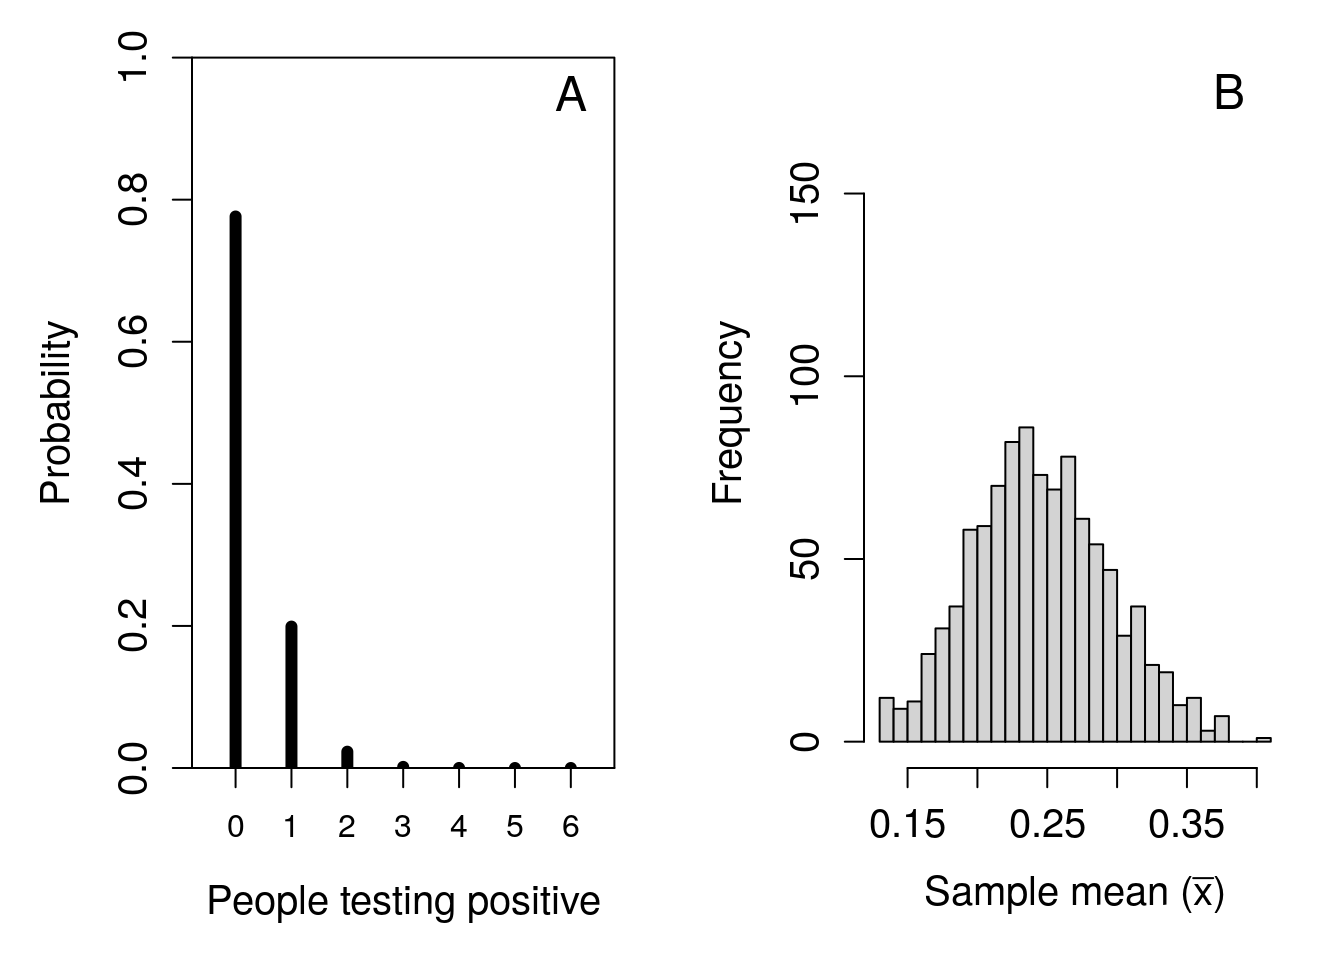 A
Probability
1.0
0.8
0.6
0.4
0.2
0.0
0 1 2 3 4 5 6
People testing positive
B
Frequency
150
100
50
0
0.15 0.25 0.35
Sample mean (x̅)